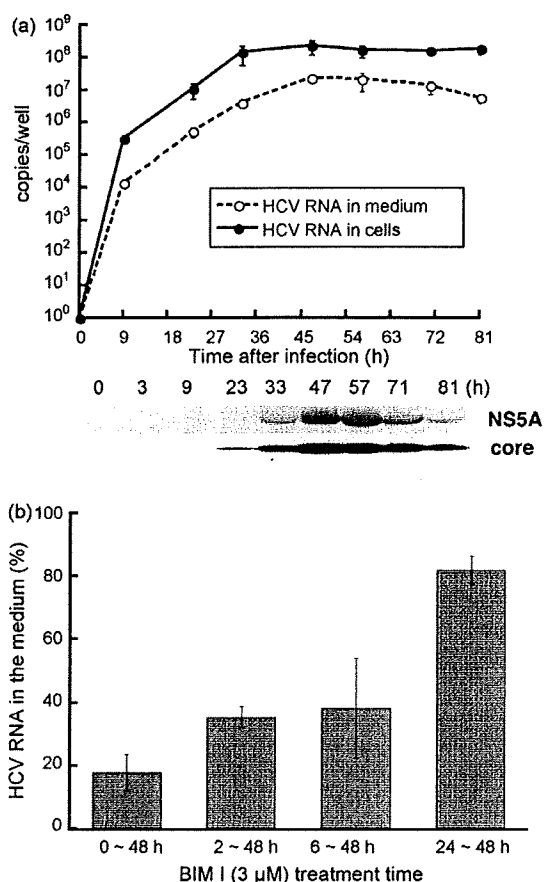 (a)
10⁹
10⁸
10⁷
10⁶
10⁵
10⁴
10³
10²
10¹
10⁰
copies/well
HCV RNA in medium
HCV RNA in cells
0 9 18 27 36 45 54 63 72 81
Time after infection (h)
0 3 9 23 33 47 57 71 81 (h)
NS5A
core
(b)
100
80
60
40
20
0
HCV RNA in the medium (%)
0 ~ 48 h 2 ~ 48 h 6 ~ 48 h 24 ~ 48 h
BIM I (3 μM) treatment time